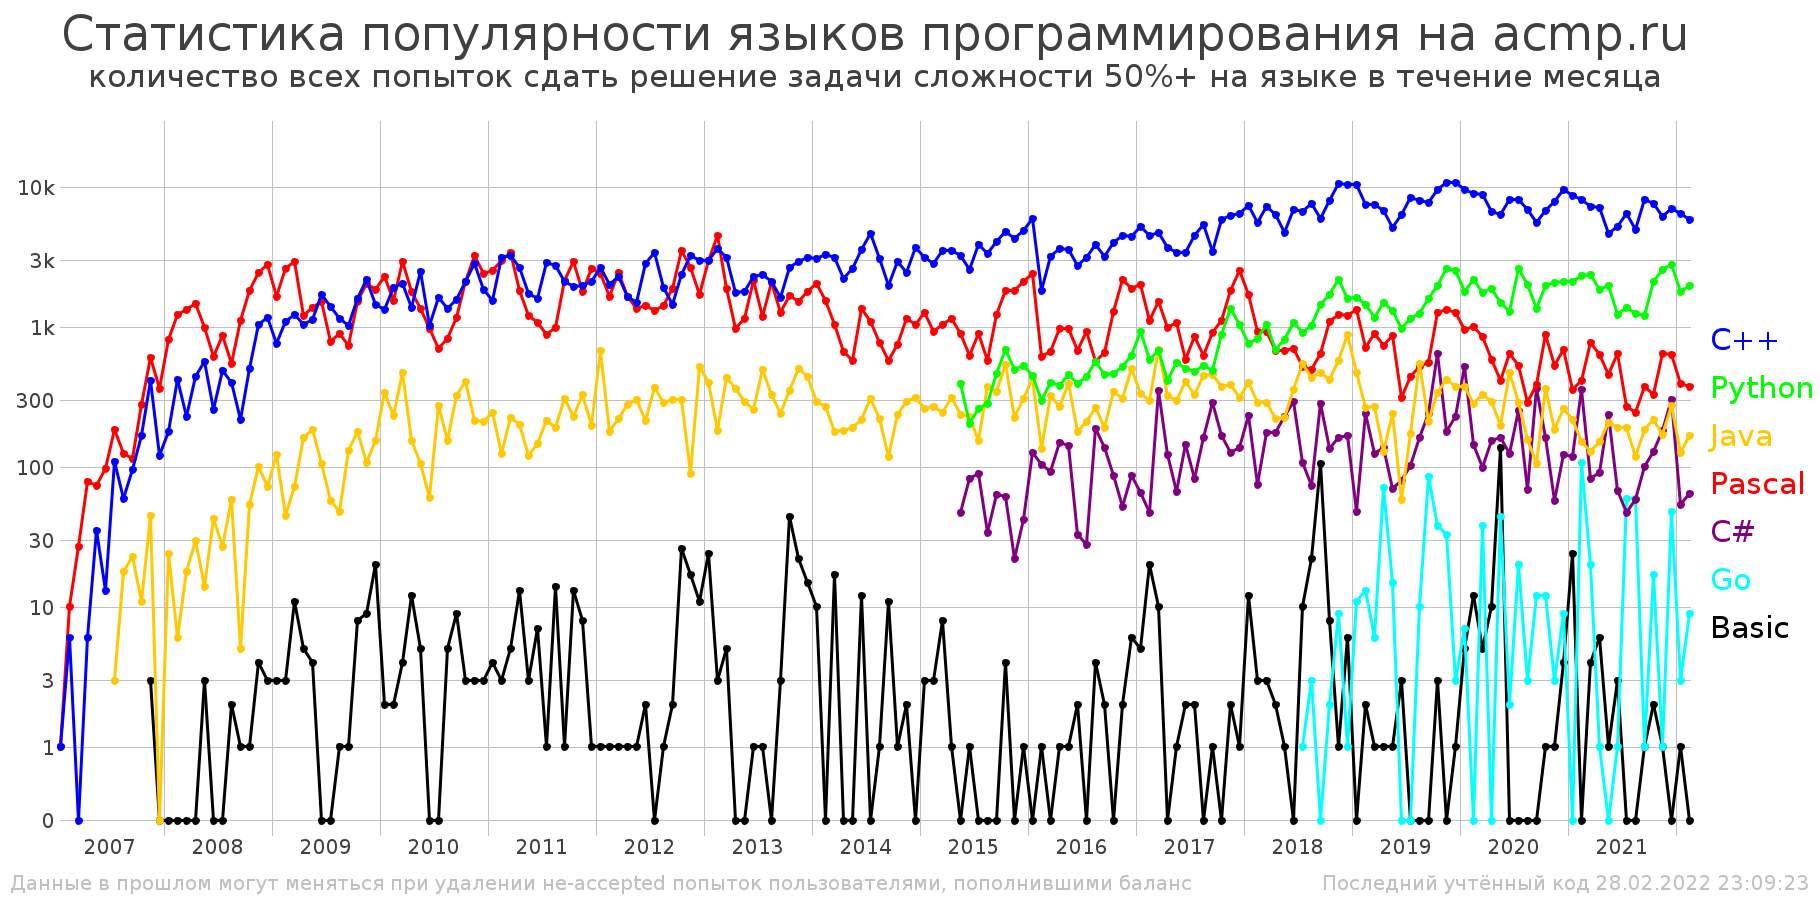 Статистика популярности языков программирования на acmp.ru
количество всех попыток сдать решение задачи сложности 50%+ на языке в течение месяца
10k
3k
1k
300
100
30
10
3
1
0
C++
Python
Java
Pascal
C#
Go
Basic
2007 2008 2009 2010 2011 2012 2013 2014 2015 2016 2017 2018 2019 2020 2021
Данные в прошлом могут меняться при удалении не-accepted попыток пользователями, пополнившими баланс
Последний учтённый код 28.02.2022 23:09:23